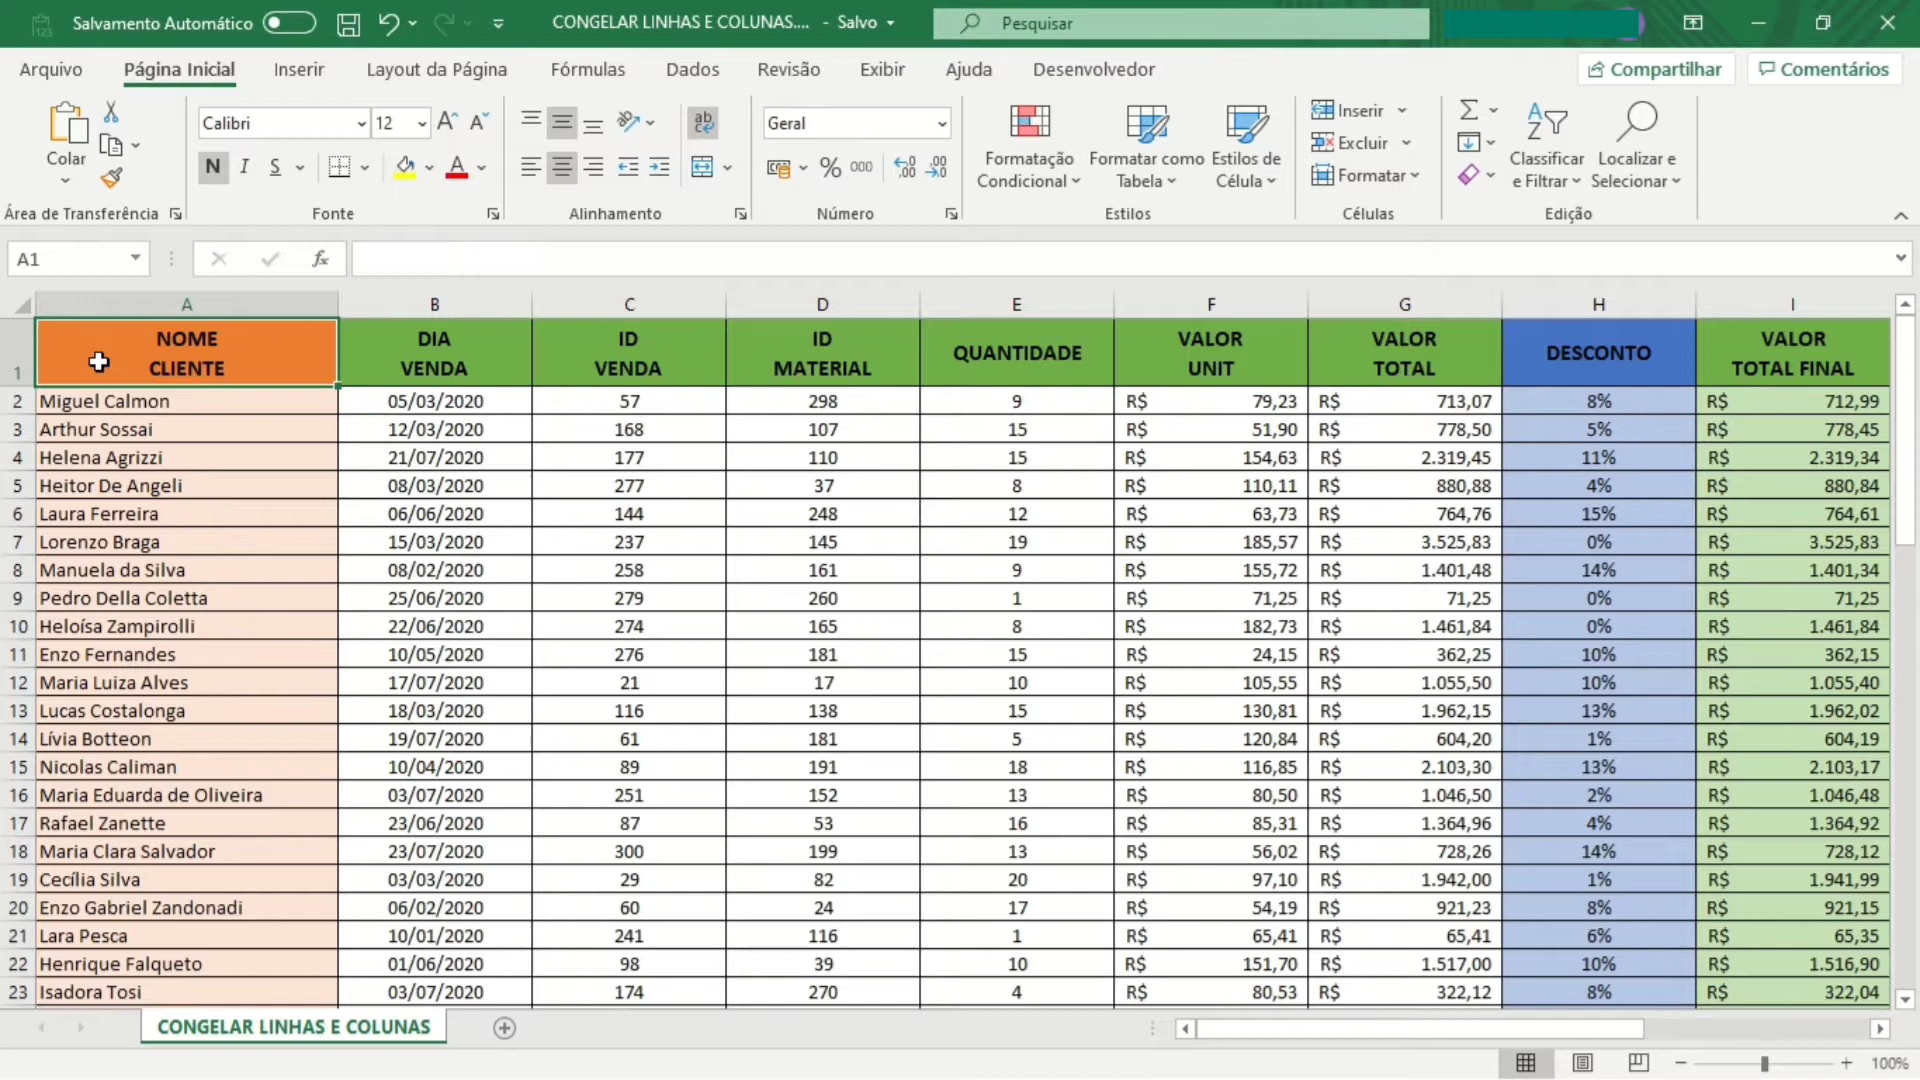 Salvamento Automático
CONGELAR LINHAS E COLUNAS.... - Salvo
Pesquisar
Arquivo Página Inicial Inserir Layout da Página Fórmulas Dados Revisão Exibir Ajuda Desenvolvedor Compartilhar Comentários
Colar
Calibri 12
N I S
ab
Geral
% 000
Formatação Condicional
Formatar como Tabela
Estilos de Célula
Inserir
Excluir
Formatar
Classificar e Filtrar
Localizar e Selecionar
Área de Transferência Fonte Alinhamento Número Estilos Células Edição
A1 fx
A B C D E F G H I
1 NOME CLIENTE DIA VENDA ID VENDA ID MATERIAL QUANTIDADE VALOR UNIT VALOR TOTAL DESCONTO VALOR TOTAL FINAL
2 Miguel Calmon 05/03/2020 57 298 9 R$ 79,23 R$ 713,07 8% R$ 712,99
3 Arthur Sossai 12/03/2020 168 107 15 R$ 51,90 R$ 778,50 5% R$ 778,45
4 Helena Agrizzi 21/07/2020 177 110 15 R$ 154,63 R$ 2.319,45 11% R$ 2.319,34
5 Heitor De Angeli 08/03/2020 277 37 8 R$ 110,11 R$ 880,88 4% R$ 880,84
6 Laura Ferreira 06/06/2020 144 248 12 R$ 63,73 R$ 764,76 15% R$ 764,61
7 Lorenzo Braga 15/03/2020 237 145 19 R$ 185,57 R$ 3.525,83 0% R$ 3.525,83
8 Manuela da Silva 08/02/2020 258 161 9 R$ 155,72 R$ 1.401,48 14% R$ 1.401,34
9 Pedro Della Coletta 25/06/2020 279 260 1 R$ 71,25 R$ 71,25 0% R$ 71,25
10 Heloísa Zampirolli 22/06/2020 274 165 8 R$ 182,73 R$ 1.461,84 0% R$ 1.461,84
11 Enzo Fernandes 10/05/2020 276 181 15 R$ 24,15 R$ 362,25 10% R$ 362,15
12 Maria Luiza Alves 17/07/2020 21 17 10 R$ 105,55 R$ 1.055,50 10% R$ 1.055,40
13 Lucas Costalonga 18/03/2020 116 138 15 R$ 130,81 R$ 1.962,15 13% R$ 1.962,02
14 Lívia Botteon 19/07/2020 61 181 5 R$ 120,84 R$ 604,20 1% R$ 604,19
15 Nicolas Caliman 10/04/2020 89 191 18 R$ 116,85 R$ 2.103,30 13% R$ 2.103,17
16 Maria Eduarda de Oliveira 03/07/2020 251 152 13 R$ 80,50 R$ 1.046,50 2% R$ 1.046,48
17 Rafael Zanette 23/06/2020 87 53 16 R$ 85,31 R$ 1.364,96 4% R$ 1.364,92
18 Maria Clara Salvador 23/07/2020 300 199 13 R$ 56,02 R$ 728,26 14% R$ 728,12
19 Cecília Silva 03/03/2020 29 82 20 R$ 97,10 R$ 1.942,00 1% R$ 1.941,99
20 Enzo Gabriel Zandonadi 06/02/2020 60 24 17 R$ 54,19 R$ 921,23 8% R$ 921,15
21 Lara Pesca 10/01/2020 241 116 1 R$ 65,41 R$ 65,41 6% R$ 65,35
22 Henrique Falqueto 01/06/2020 98 39 10 R$ 151,70 R$ 1.517,00 10% R$ 1.516,90
23 Isadora Tosi 03/07/2020 174 270 4 R$ 80,53 R$ 322,12 8% R$ 322,04
CONGELAR LINHAS E COLUNAS
100%